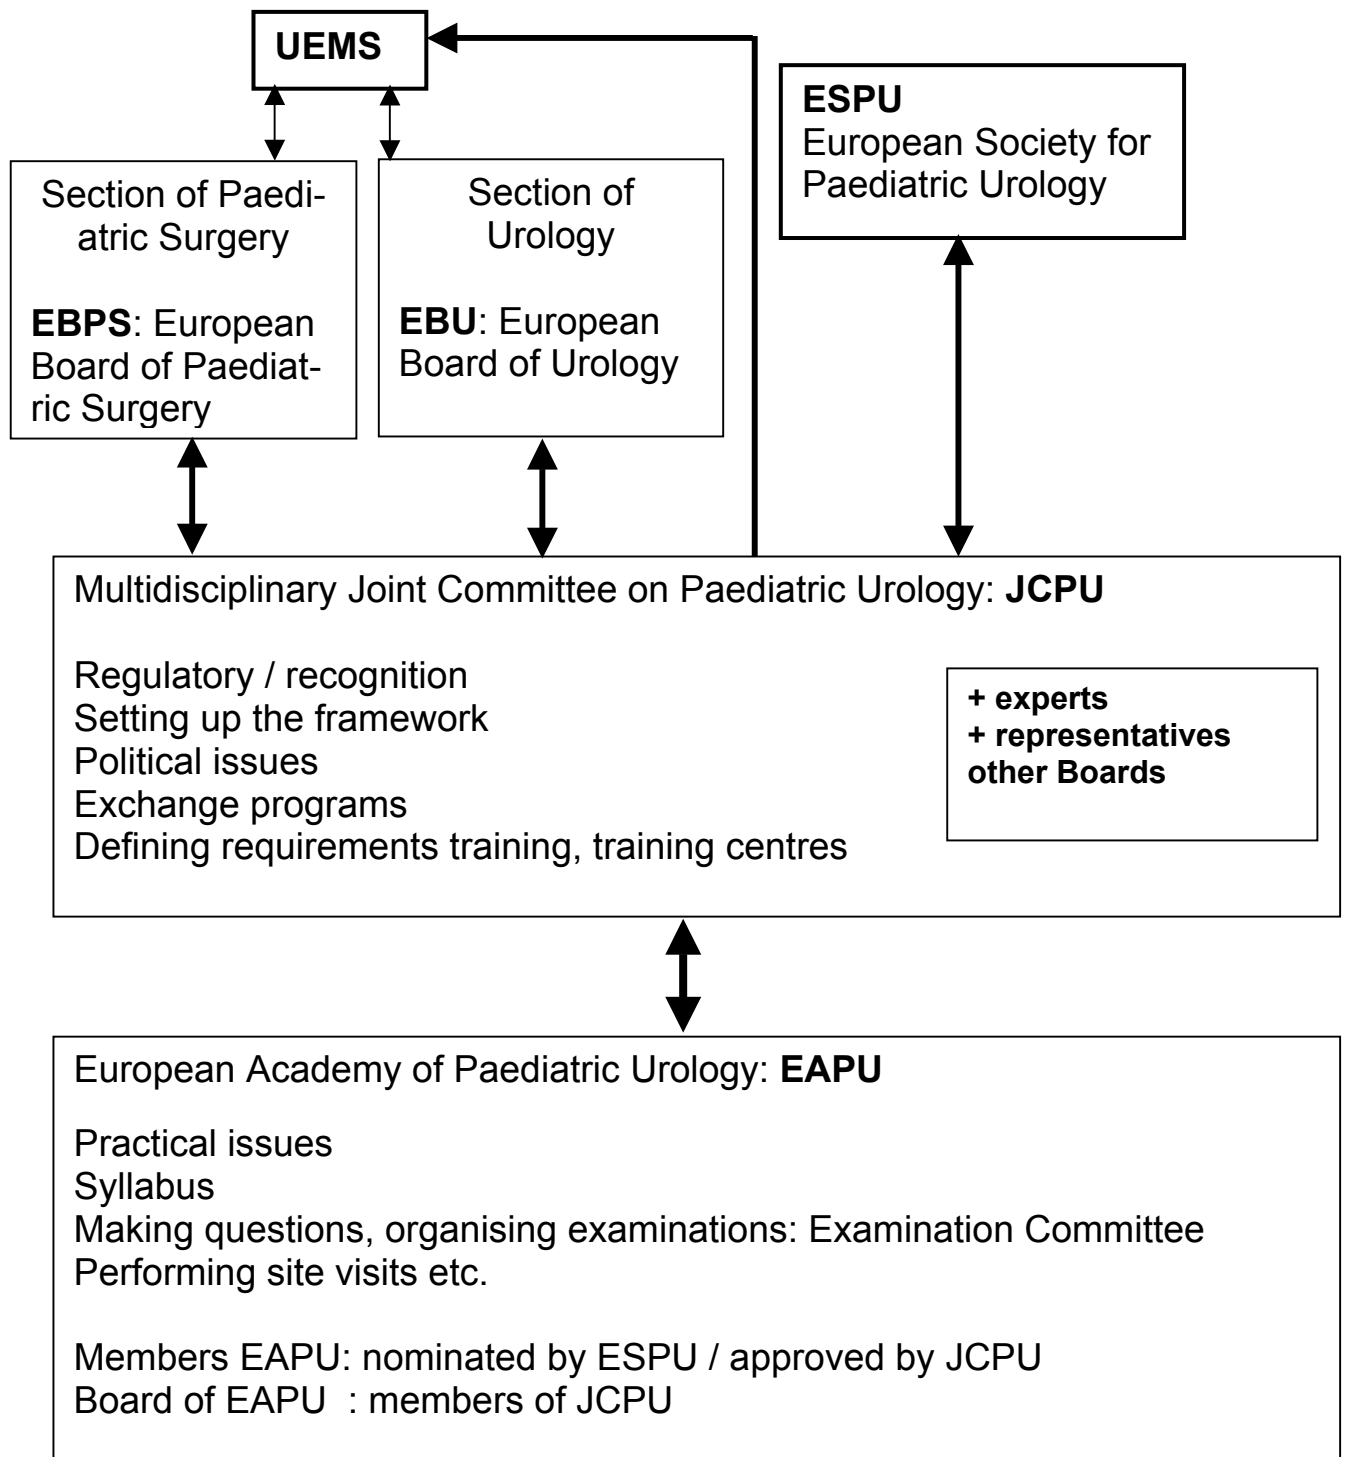 UEMS
ESPU
European Society for
Paediatric Urology
Section of Paedi-
atric Surgery
EBPS: European
Board of Paediat-
ric Surgery
Section of
Urology
EBU: European
Board of Urology
Multidisciplinary Joint Committee on Paediatric Urology: JCPU
Regulatory / recognition
Setting up the framework
Political issues
Exchange programs
Defining requirements training, training centres
+ experts
+ representatives
other Boards
European Academy of Paediatric Urology: EAPU
Practical issues
Syllabus
Making questions, organising examinations: Examination Committee
Performing site visits etc.
Members EAPU: nominated by ESPU / approved by JCPU
Board of EAPU  : members of JCPU